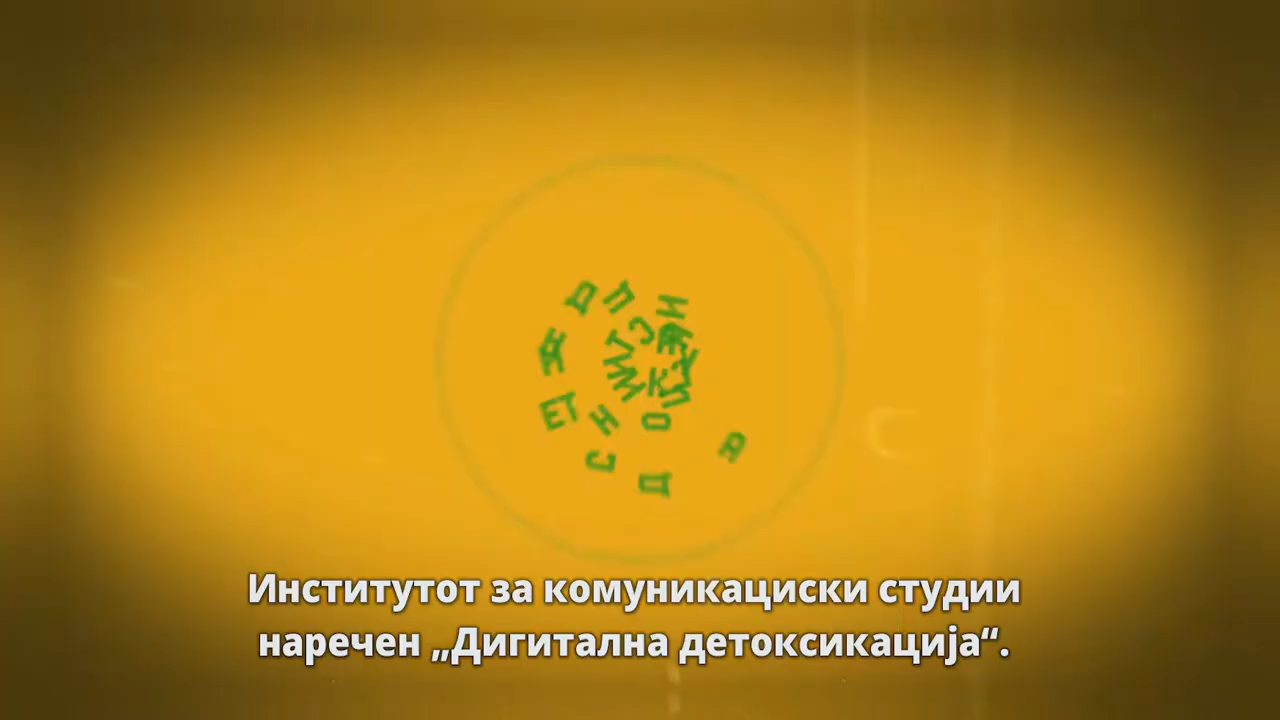 Институтот за комуникациски студии
наречен „Дигитална детоксикација“.